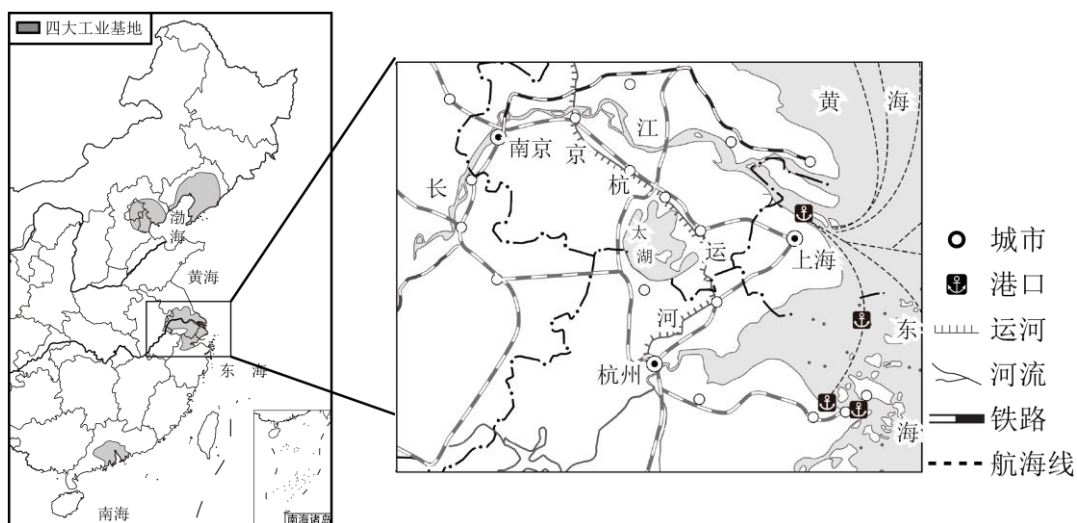 四大工业基地
渤
海
黄海
东 海
南海
南海诸岛
黄 海
江
南京
京
杭
长
太
湖
运
上海
河
东
杭州
海
城市
港口
运河
河流
铁路
航海线